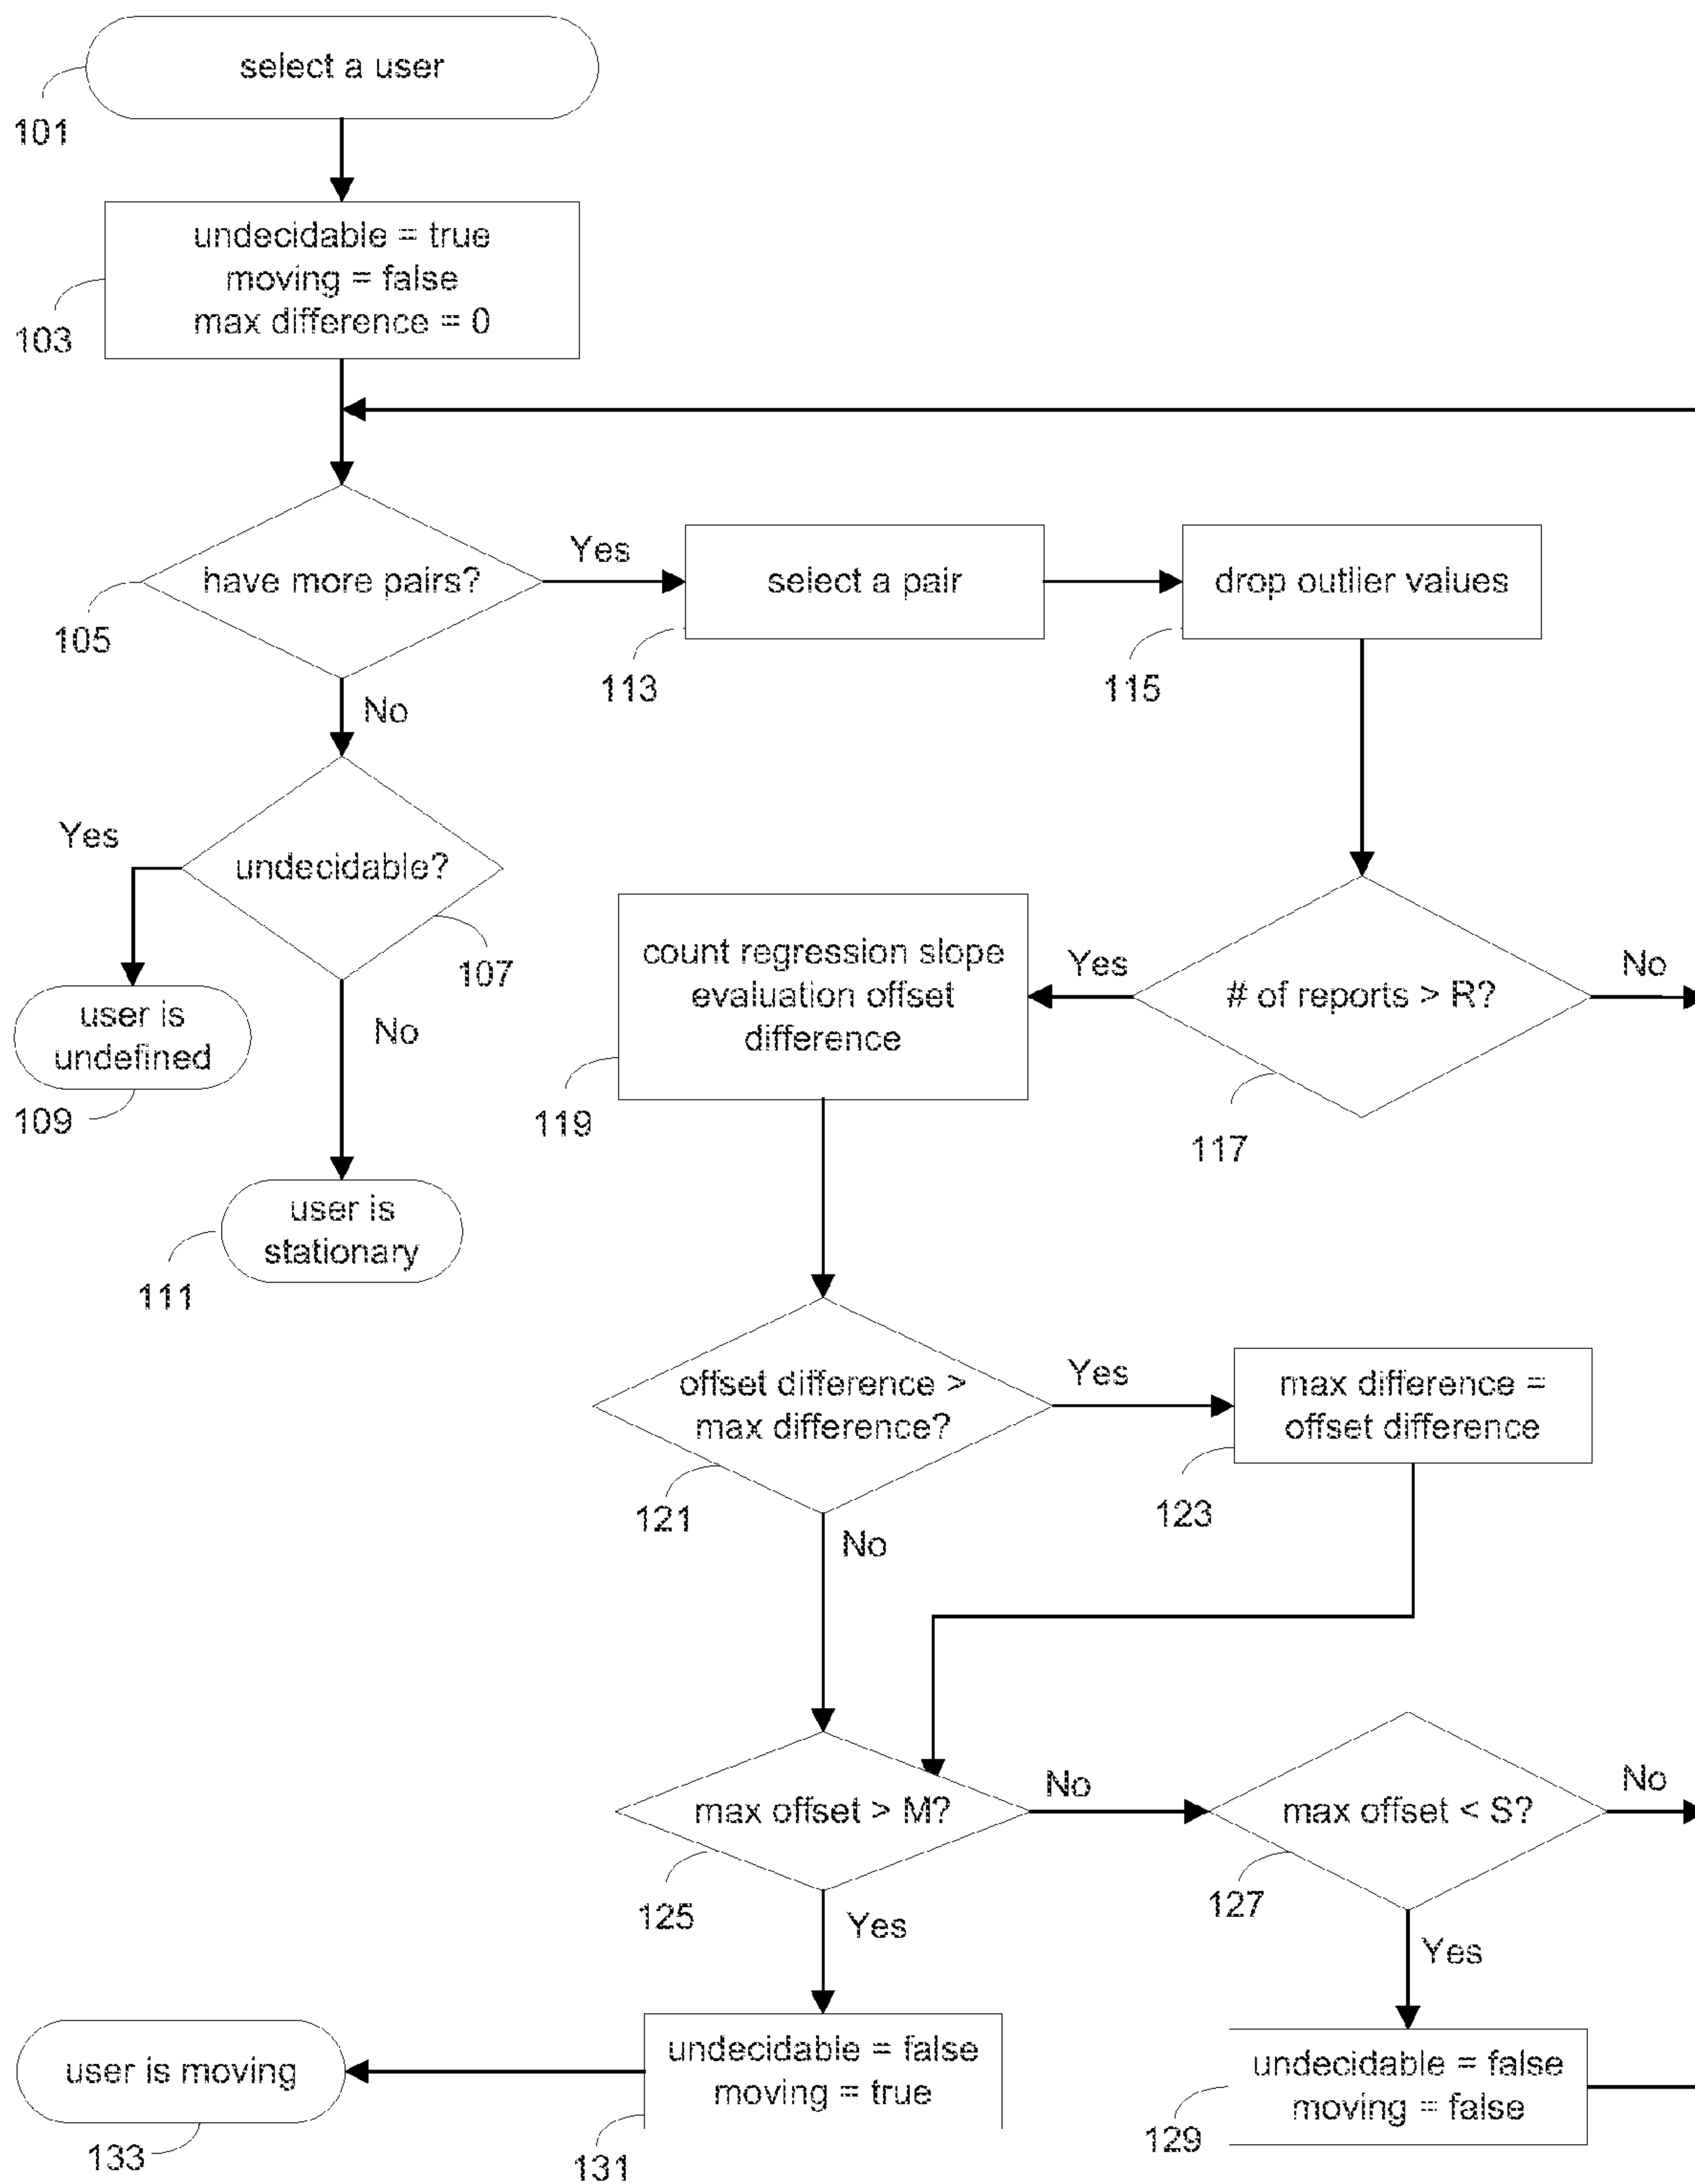 select a user
101
undecidable = true
moving = false
max difference = 0
103
have more pairs?
105
Yes
select a pair
113
drop outlier values
115
No
undecidable?
107
Yes
user is
undefined
109
No
user is
stationary
111
# of reports > R?
117
Yes
No
count regression slope
evaluation offset
difference
119
offset difference >
max difference?
121
Yes
max difference =
offset difference
123
No
max offset > M?
125
No
max offset < S?
127
No
Yes
Yes
undecidable = false
moving = true
131
user is moving
133
undecidable = false
moving = false
129